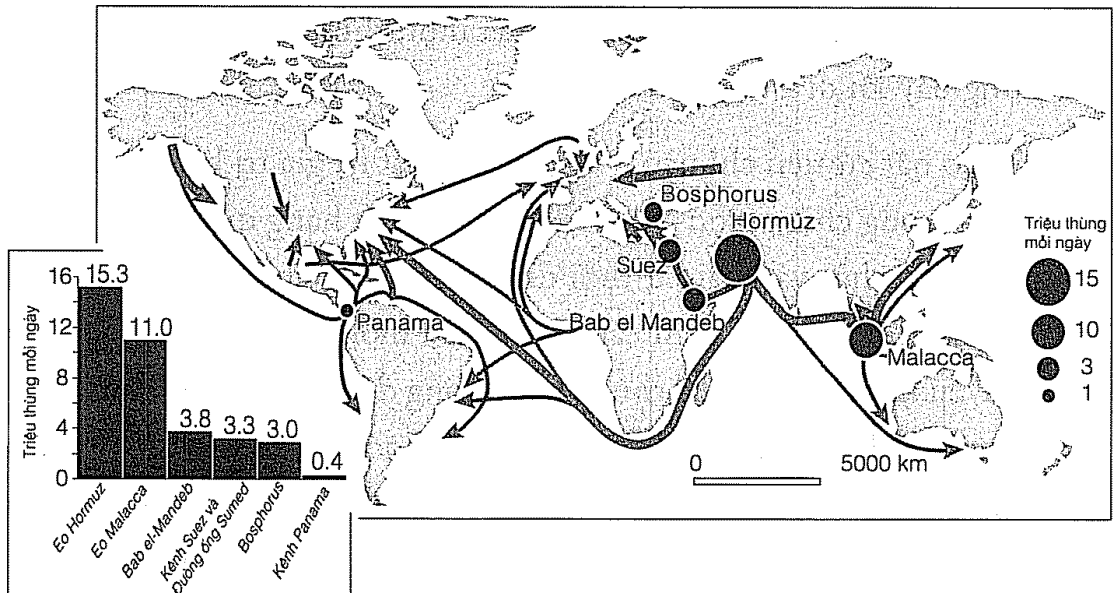 Bosphorus
Hormuz
Suez
Bab el Mandeb
Panama
Malacca
0 5000 km
Triệu thùng
mỗi ngày
15
10
3
1
Triệu thùng mỗi ngày
16
12
8
4
0
15.3
11.0
3.8
3.3
3.0
0.4
Eo Hormuz
Eo Malacca
Bab el-Mandeb
Kênh Suez và
Đường ống Sumed
Bosphorus
Kênh Panama